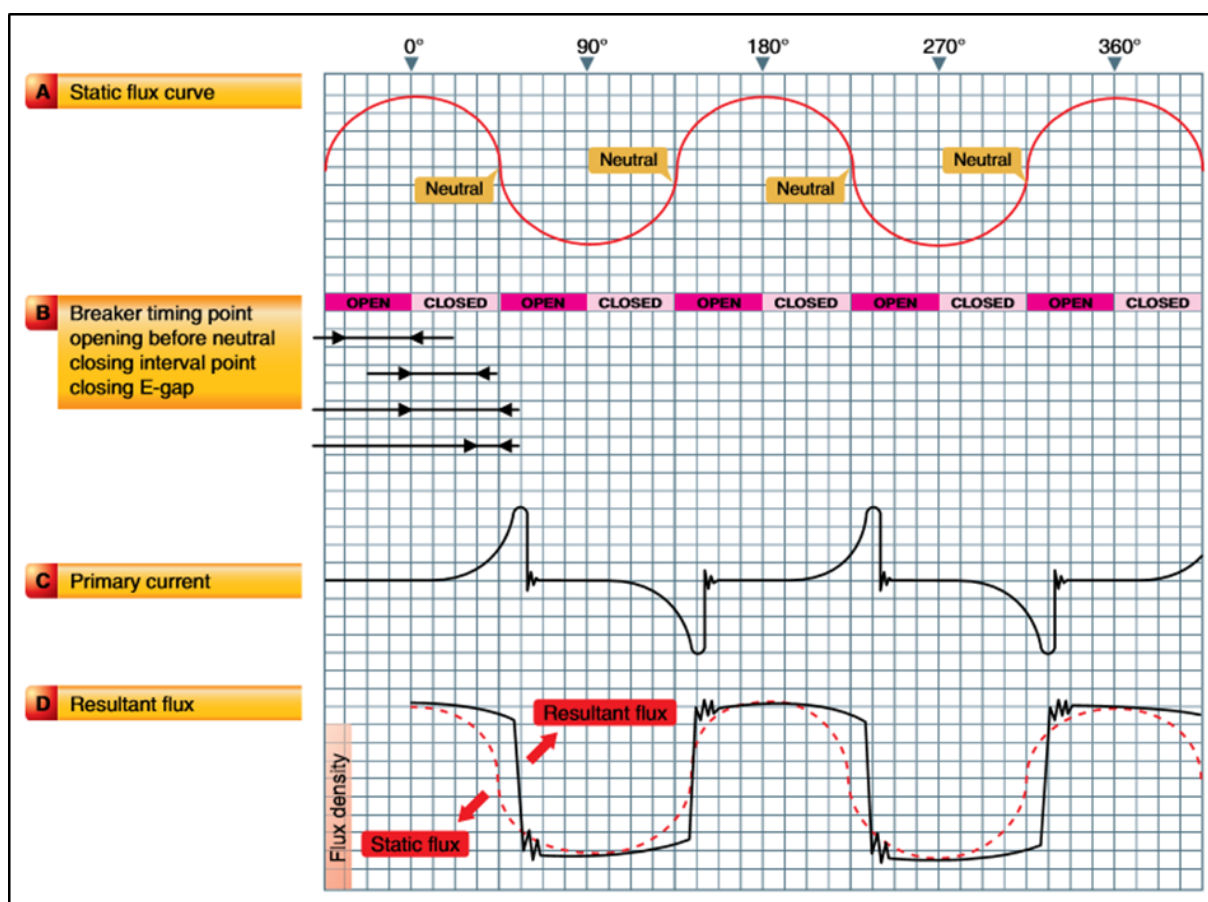 0° 90° 180° 270° 360°
A Static flux curve
Neutral
Neutral
Neutral
Neutral
OPEN CLOSED OPEN CLOSED OPEN CLOSED OPEN CLOSED OPEN CLOSED
B Breaker timing point
opening before neutral
closing interval point
closing E-gap
C Primary current
D Resultant flux
Resultant flux
Flux density
Static flux